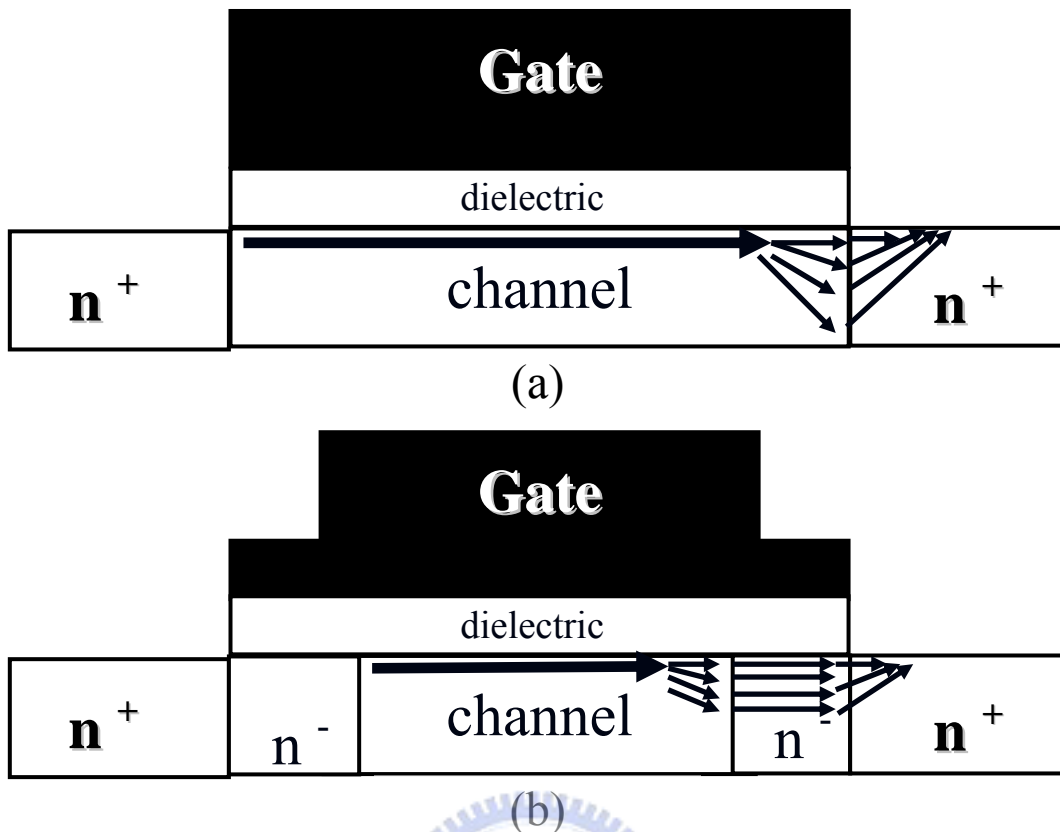 Gate
dielectric
n + channel n +
(a)
Gate
dielectric
n + n - channel n - n +
(b)